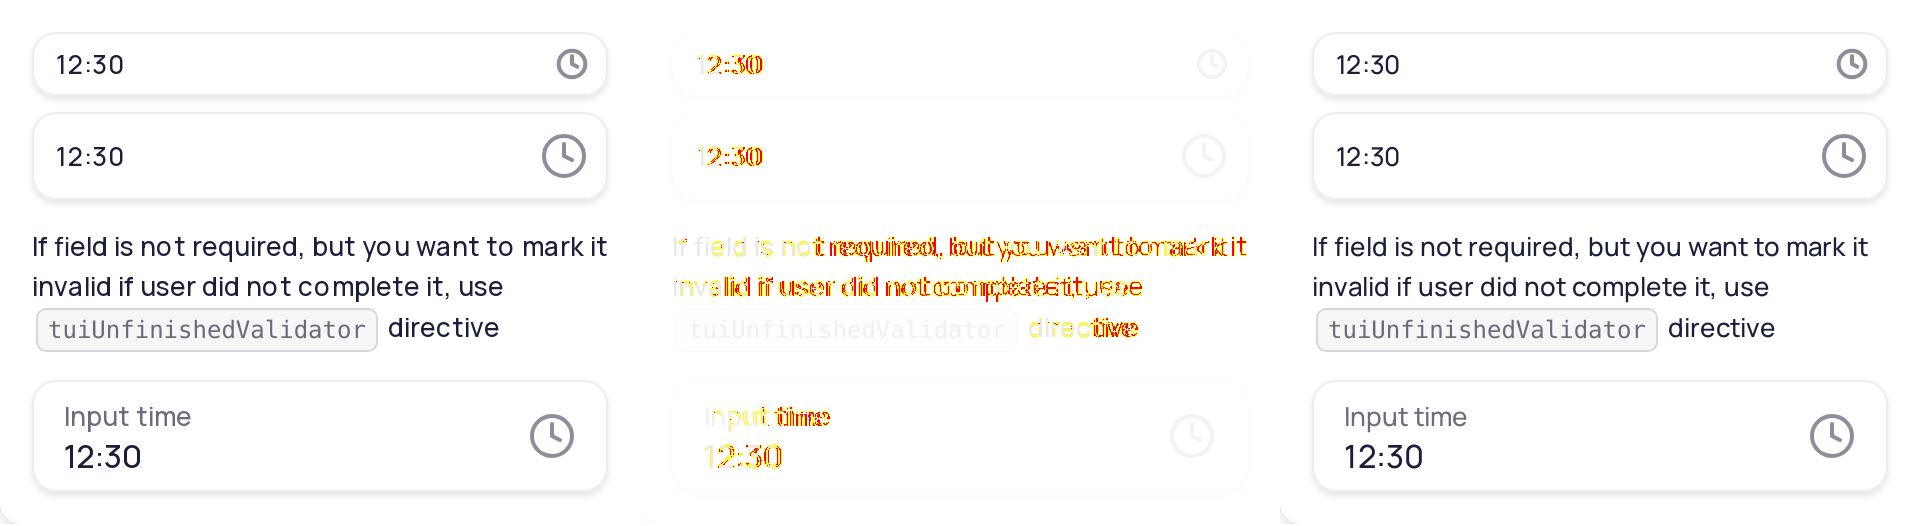 12:30
12:30
If field is not required, but you want to mark it
invalid if user did not complete it, use
tuiUnfinishedValidator directive
Input time
12:30
12:30
12:30
If field is not required, but you want to mark it
invalid if user did not complete it, use
tuiUnfinishedValidator directive
Input time
12:30
12:30
12:30
If field is not required, but you want to mark it
invalid if user did not complete it, use
tuiUnfinishedValidator directive
Input time
12:30